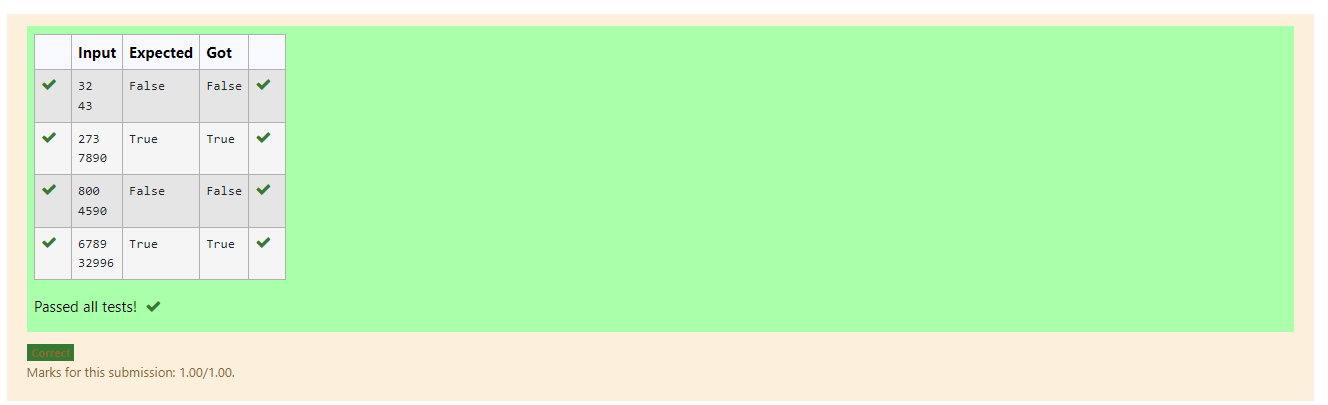 Input Expected Got
32 False False
43
273 True True
7890
800 False False
4590
6789 True True
32996
Passed all tests!
Correct
Marks for this submission: 1.00/1.00.